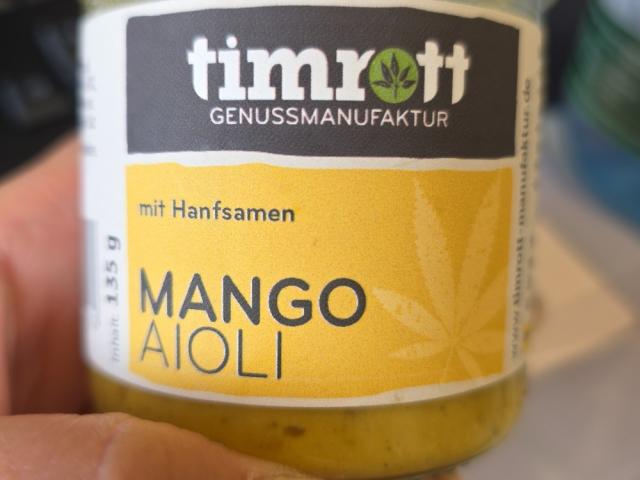 timrott
GENUSSMANUFAKTUR
mit Hanfsamen
MANGO
AIOLI
Inhalt: 135 g
www.timrott-manufaktur.de